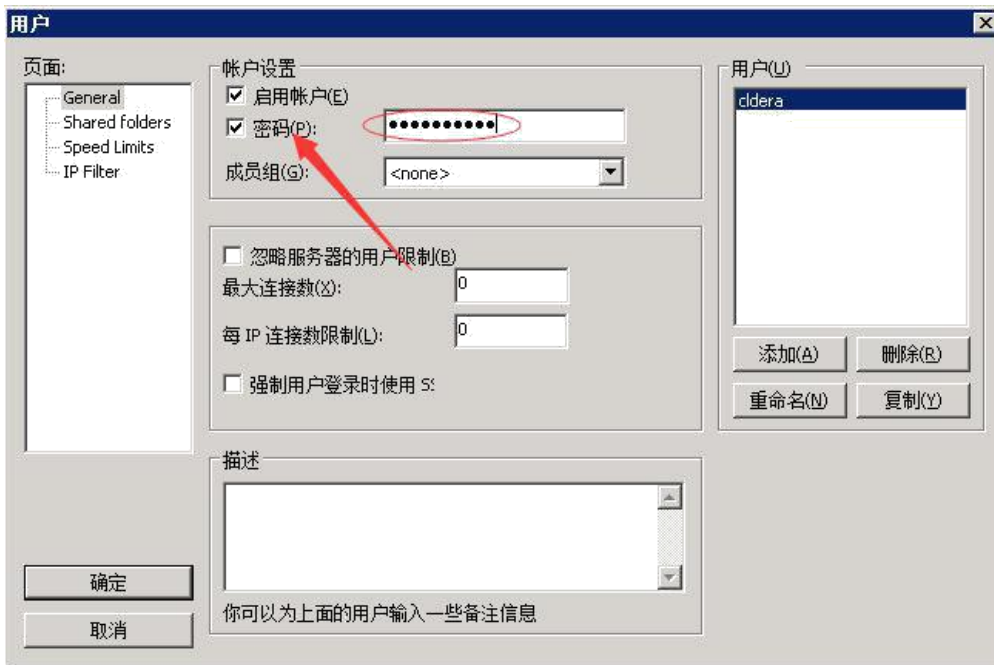 用户
页面:
General
Shared folders
Speed Limits
IP Filter
帐户设置
启用帐户(E)
密码(P):
●●●●●●●●●●
成员组(G):
<none>
忽略服务器的用户限制(B)
最大连接数(X):
0
每 IP 连接数限制(L):
0
强制用户登录时使用 SS
描述
你可以为上面的用户输入一些备注信息
用户(U)
cldera
添加(A)
删除(R)
重命名(N)
复制(Y)
确定
取消